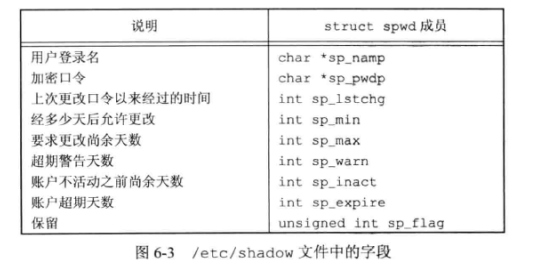 说明 struct spwd 成员
用户登录名 char *sp_namp
加密口令 char *sp_pwdp
上次更改口令以来经过的时间 int sp_lstchg
经多少天后允许更改 int sp_min
要求更改尚余天数 int sp_max
超期警告天数 int sp_warn
账户不活动之前尚余天数 int sp_inact
账户超期天数 int sp_expire
保留 unsigned int sp_flag
图 6-3 /etc/shadow 文件中的字段